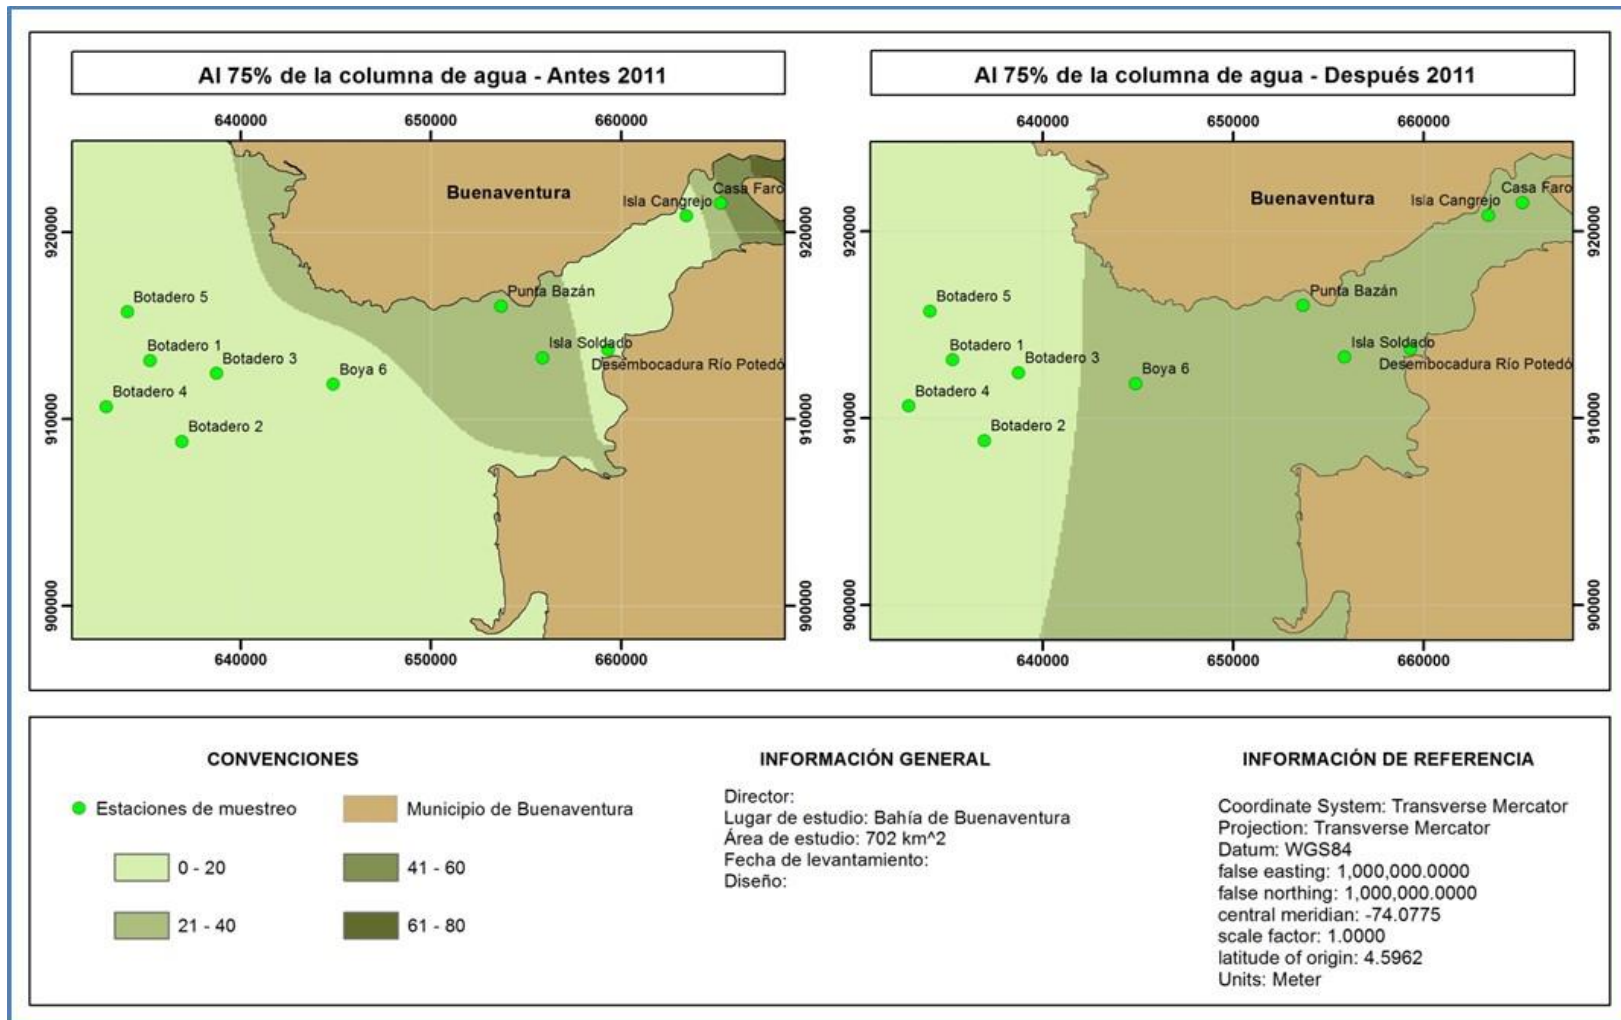 Al 75% de la columna de agua - Antes 2011
640000
650000
660000
920000
910000
900000
Buenaventura
Casa Faro
Isla Cangrejo
Punta Bazán
Botadero 5
Botadero 1
Botadero 3
Isla Soldado
Boya 6
Desembocadura Río Potedó
Botadero 4
Botadero 2
920000
910000
900000
640000
650000
660000
Al 75% de la columna de agua - Después 2011
640000
650000
660000
920000
910000
900000
Buenaventura
Casa Faro
Isla Cangrejo
Punta Bazán
Botadero 5
Botadero 1
Botadero 3
Isla Soldado
Boya 6
Desembocadura Río Potedó
Botadero 4
Botadero 2
920000
910000
900000
640000
650000
660000
CONVENCIONES
Estaciones de muestreo
Municipio de Buenaventura
0 - 20
41 - 60
21 - 40
61 - 80
INFORMACIÓN GENERAL
Director:
Lugar de estudio: Bahía de Buenaventura
Área de estudio: 702 km^2
Fecha de levantamiento:
Diseño:
INFORMACIÓN DE REFERENCIA
Coordinate System: Transverse Mercator
Projection: Transverse Mercator
Datum: WGS84
false easting: 1,000,000.0000
false northing: 1,000,000.0000
central meridian: -74.0775
scale factor: 1.0000
latitude of origin: 4.5962
Units: Meter